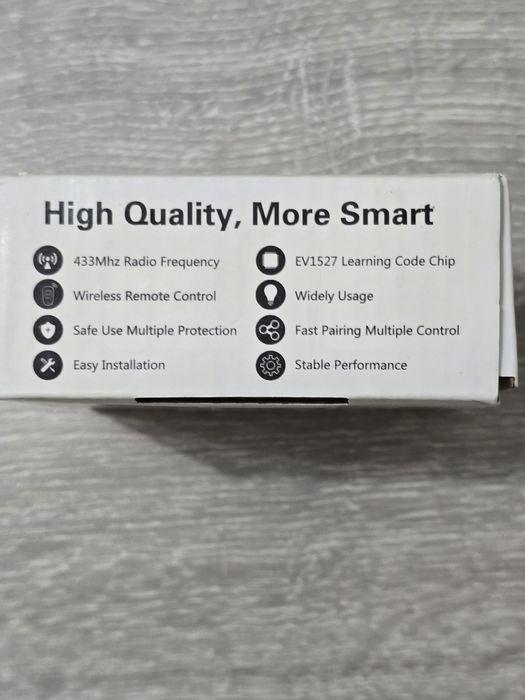 High Quality, More Smart
433Mhz Radio Frequency
EV1527 Learning Code Chip
Wireless Remote Control
Widely Usage
Safe Use Multiple Protection
Fast Pairing Multiple Control
Easy Installation
Stable Performance